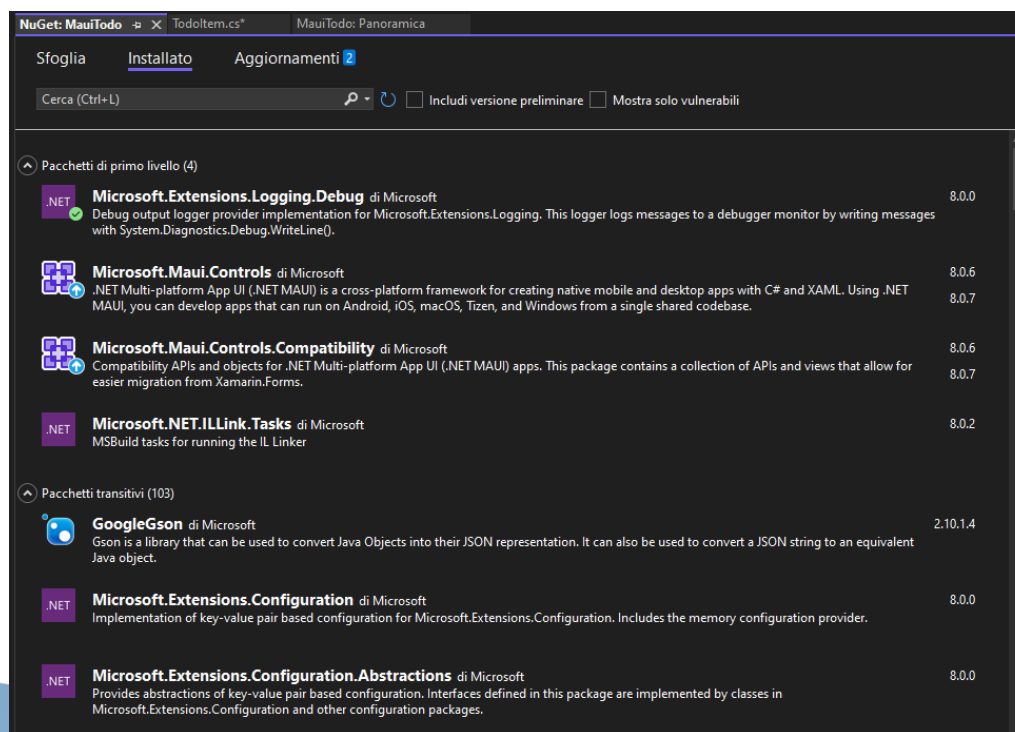 NuGet: MauiTodo TodoItem.cs* MauiTodo: Panoramica
Sfoglia Installato Aggiornamenti 2
Cerca (Ctrl+L) Includi versione preliminare Mostra solo vulnerabili
Pacchetti di primo livello (4)
.NET Microsoft.Extensions.Logging.Debug di Microsoft 8.0.0
Debug output logger provider implementation for Microsoft.Extensions.Logging. This logger logs messages to a debugger monitor by writing messages
with System.Diagnostics.Debug.WriteLine().
Microsoft.Maui.Controls di Microsoft 8.0.6
.NET Multi-platform App UI (.NET MAUI) is a cross-platform framework for creating native mobile and desktop apps with C# and XAML. Using .NET
MAUI, you can develop apps that can run on Android, iOS, macOS, Tizen, and Windows from a single shared codebase. 8.0.7
Microsoft.Maui.Controls.Compatibility di Microsoft 8.0.6
Compatibility APIs and objects for .NET Multi-platform App UI (.NET MAUI) apps. This package contains a collection of APIs and views that allow for
easier migration from Xamarin.Forms. 8.0.7
.NET Microsoft.NET.ILLink.Tasks di Microsoft 8.0.2
MSBuild tasks for running the IL Linker
Pacchetti transitivi (103)
GoogleGson di Microsoft 2.10.1.4
Gson is a library that can be used to convert Java Objects into their JSON representation. It can also be used to convert a JSON string to an equivalent
Java object.
.NET Microsoft.Extensions.Configuration di Microsoft 8.0.0
Implementation of key-value pair based configuration for Microsoft.Extensions.Configuration. Includes the memory configuration provider.
.NET Microsoft.Extensions.Configuration.Abstractions di Microsoft 8.0.0
Provides abstractions of key-value pair based configuration. Interfaces defined in this package are implemented by classes in
Microsoft.Extensions.Configuration and other configuration packages.